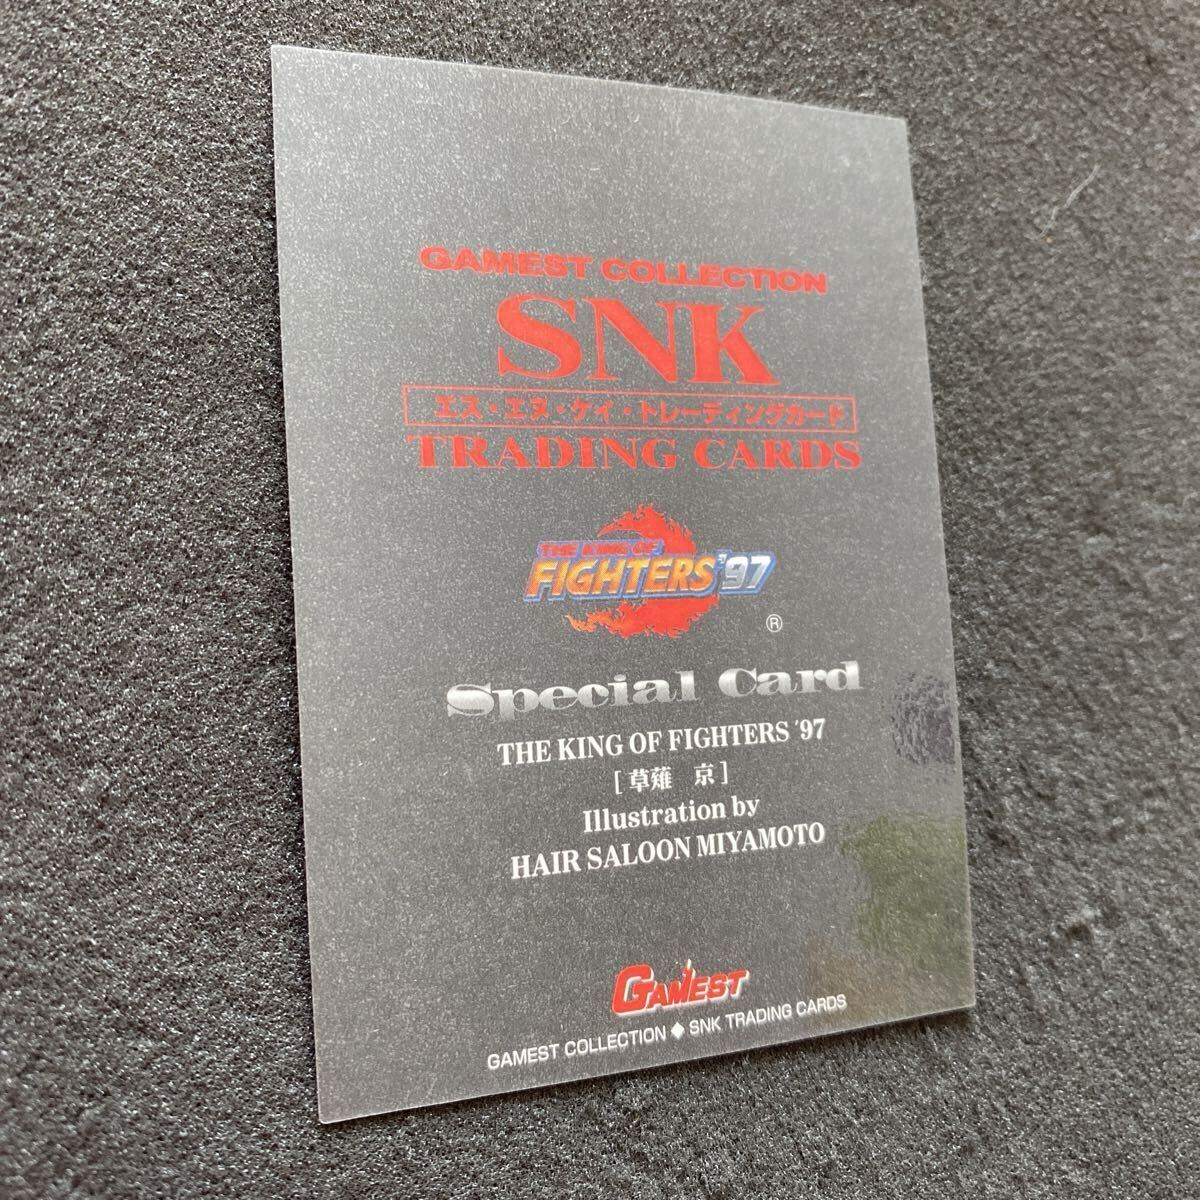 GAMEST COLLECTION
SNK
エス・エヌ・ケイ・トレーディングカード
TRADING CARDS
THE KING OF
FIGHTERS '97
®
Special Card
THE KING OF FIGHTERS '97
[草薙　京]
Illustration by
HAIR SALOON MIYAMOTO
GAMEST
GAMEST COLLECTION ◆ SNK TRADING CARDS